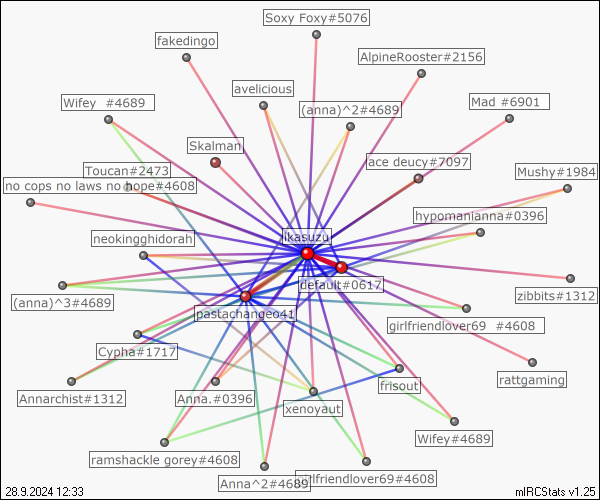 Soxy Foxy#5076
fakedingo
AlpineRooster#2156
avelicious
Wifey  #4689
(anna)^2#4689
Mad #6901
Skalman
ace deucy#7097
Toucan#2473
Mushy#1984
no cops no laws no hope#4608
hypomanianna#0396
neokingghidorah
ikasuzu
default#0617
(anna)^3#4689
zibbits#1312
pastachangeo41
girlfriendlover69  #4608
Cypha#1717
rattgaming
frisout
Annarchist#1312
Anna.#0396
xenoyaut
Wifey#4689
ramshackle gorey#4608
girlfriendlover69#4608
Anna^2#4689
28.9.2024 12:33
mIRCStats v1.25